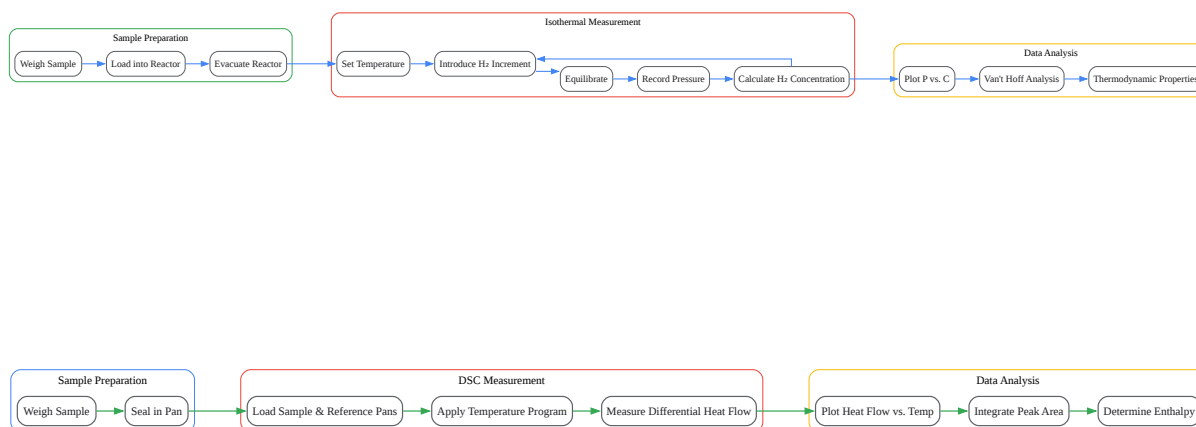 Isothermal Measurement
Sample Preparation
Data Analysis
Weigh Sample
Load into Reactor
Evacuate Reactor
Set Temperature
Introduce H₂ Increment
Equilibrate
Record Pressure
Calculate H₂ Concentration
Plot P vs. C
Van't Hoff Analysis
Thermodynamic Properties
Sample Preparation
DSC Measurement
Data Analysis
Weigh Sample
Seal in Pan
Load Sample & Reference Pans
Apply Temperature Program
Measure Differential Heat Flow
Plot Heat Flow vs. Temp
Integrate Peak Area
Determine Enthalpy